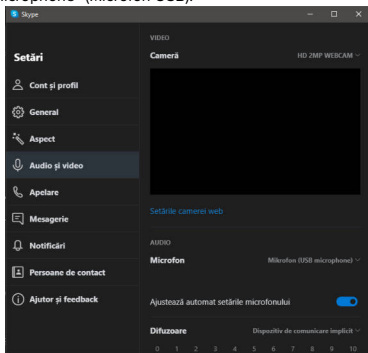 microphone" (microfon USB).
Skype
Setări
Cont și profil
General
Aspect
Audio și video
Apelare
Mesagerie
Notificări
Persoane de contact
Ajutor și feedback
VIDEO
Cameră HD 2MP WEBCAM
Setările camerei web
AUDIO
Microfon Mikrofon (USB microphone)
Ajustează automat setările microfonului
Difuzoare Dispozitiv de comunicare implicit
0 1 2 3 4 5 6 7 8 9 10